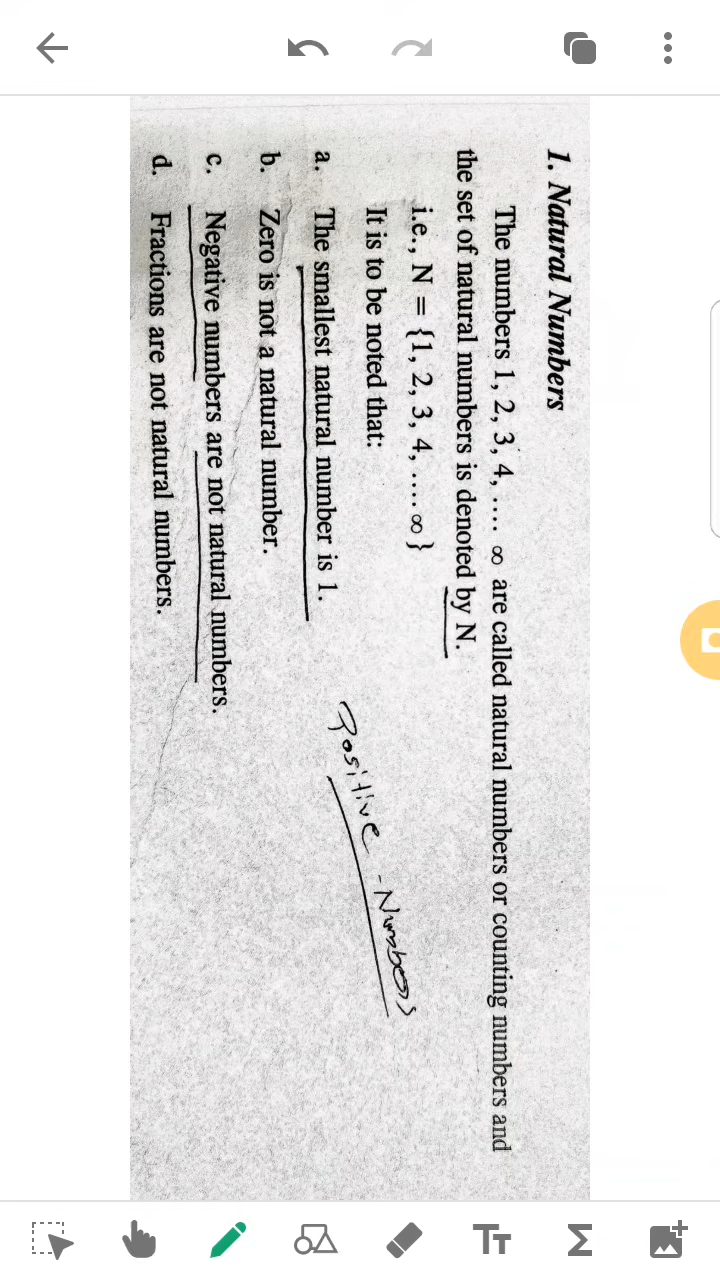 1. Natural Numbers
The numbers 1, 2, 3, 4, .... ∞ are called natural numbers or counting numbers and
the set of natural numbers is denoted by N.
i.e., N = {1, 2, 3, 4, .... ∞}
It is to be noted that:
a. The smallest natural number is 1.
b. Zero is not a natural number.
c. Negative numbers are not natural numbers.
d. Fractions are not natural numbers.
Positive - Numbers
Tт
Σ